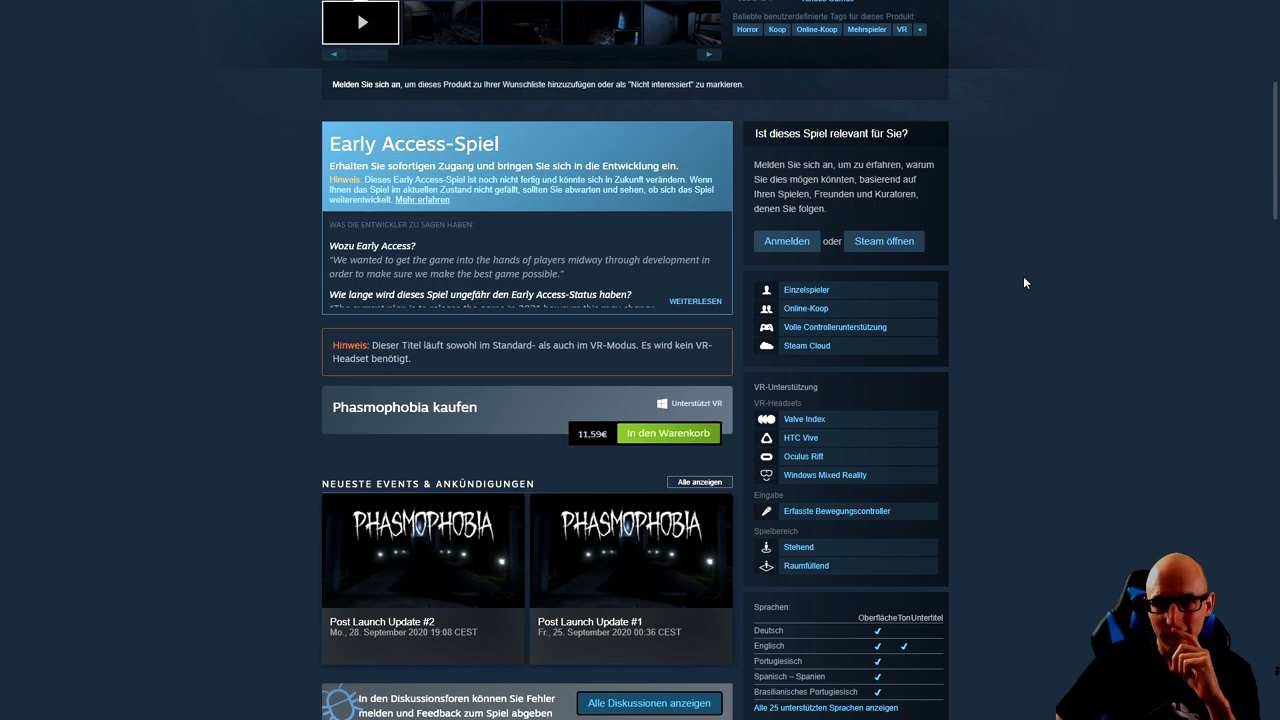 Beliebte benutzerdefinierte Tags für dieses Produkt:
Horror Koop Online-Koop Mehrspieler VR +
Melden Sie sich an, um dieses Produkt zu Ihrer Wunschliste hinzuzufügen oder als "Nicht interessiert" zu markieren.
Early Access-Spiel
Erhalten Sie sofortigen Zugang und bringen Sie sich in die Entwicklung ein.
Hinweis: Dieses Early Access-Spiel ist noch nicht fertig und könnte sich in Zukunft verändern. Wenn
Ihnen das Spiel im aktuellen Zustand nicht gefällt, sollten Sie abwarten und sehen, ob sich das Spiel
weiterentwickelt. Mehr erfahren
WAS DIE ENTWICKLER ZU SAGEN HABEN:
Wozu Early Access?
"We wanted to get the game into the hands of players midway through development in
order to make sure we make the best game possible."
Wie lange wird dieses Spiel ungefähr den Early Access-Status haben?
WEITERLESEN
Hinweis: Dieser Titel läuft sowohl im Standard- als auch im VR-Modus. Es wird kein VR-
Headset benötigt.
Phasmophobia kaufen
Unterstützt VR
11,59€ In den Warenkorb
NEUESTE EVENTS & ANKÜNDIGUNGEN
Alle anzeigen
PHASMOPHOBIA
Post Launch Update #2
Mo., 28. September 2020 19:08 CEST
PHASMOPHOBIA
Post Launch Update #1
Fr., 25. September 2020 00:36 CEST
In den Diskussionsforen können Sie Fehler
melden und Feedback zum Spiel abgeben
Alle Diskussionen anzeigen
Ist dieses Spiel relevant für Sie?
Melden Sie sich an, um zu erfahren, warum
Sie dies mögen könnten, basierend auf
Ihren Spielen, Freunden und Kuratoren,
denen Sie folgen.
Anmelden oder Steam öffnen
Einzelspieler
Online-Koop
Volle Controllerunterstützung
Steam Cloud
VR-Unterstützung
VR-Headsets
Valve Index
HTC Vive
Oculus Rift
Windows Mixed Reality
Eingabe
Erfasste Bewegungscontroller
Spielbereich
Stehend
Raumfüllend
Sprachen:
Oberfläche Ton Untertitel
Deutsch ✔
Englisch ✔ ✔
Portugiesisch ✔
Spanisch – Spanien ✔
Brasilianisches Portugiesisch ✔
Alle 25 unterstützten Sprachen anzeigen